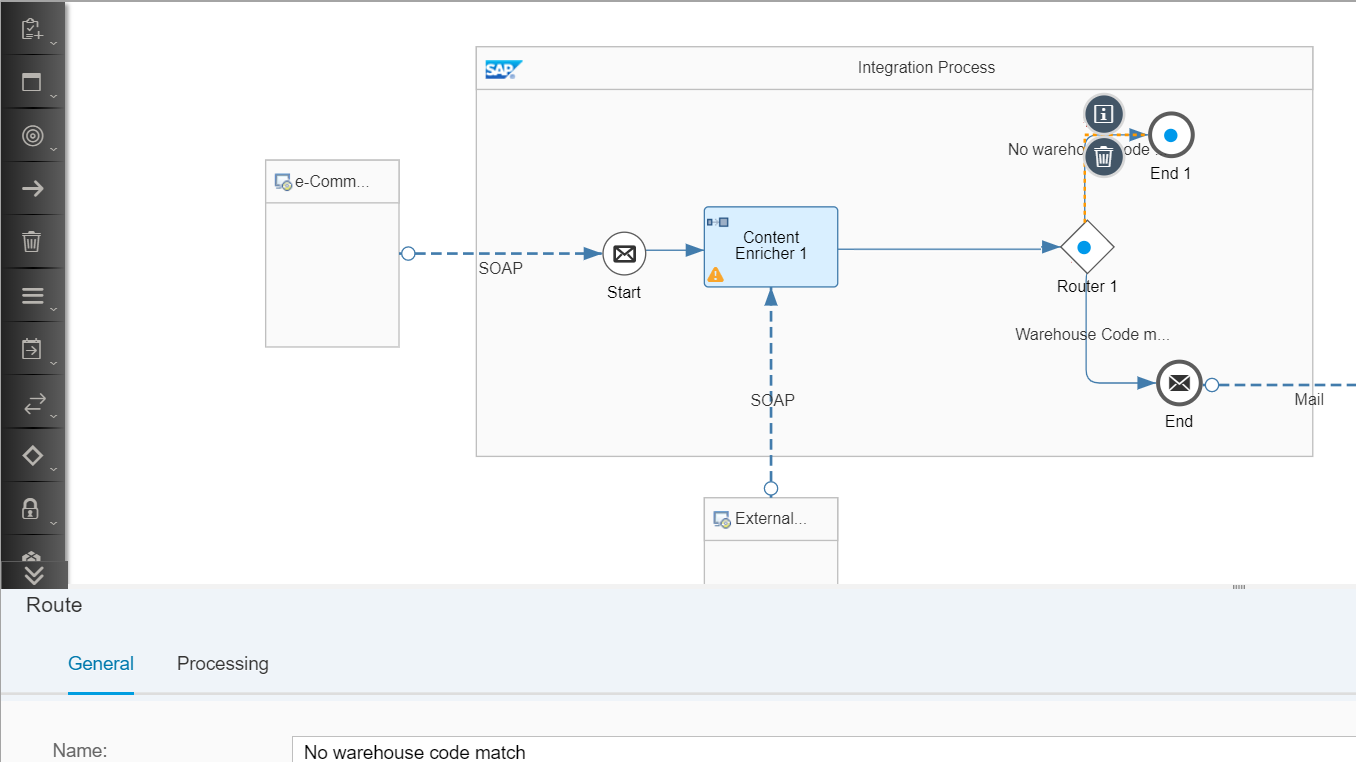 SAP
Integration Process
No wareho
ode
End 1
e-Comm...
SOAP
Start
Content
Enricher 1
Router 1
Warehouse Code m...
SOAP
Mail
End
External...
Route
General
Processing
Name:
No warehouse code match